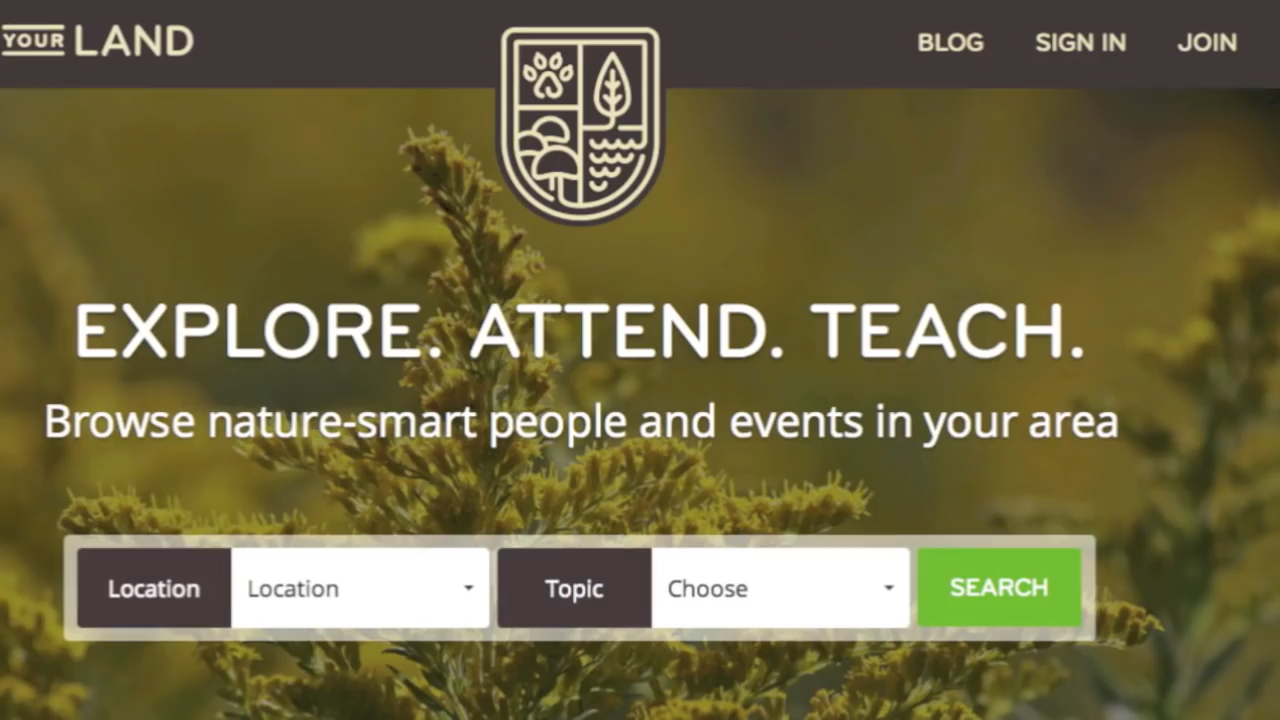 YOUR LAND
BLOG SIGN IN JOIN
EXPLORE. ATTEND. TEACH.
Browse nature-smart people and events in your area
Location Location Topic Choose SEARCH